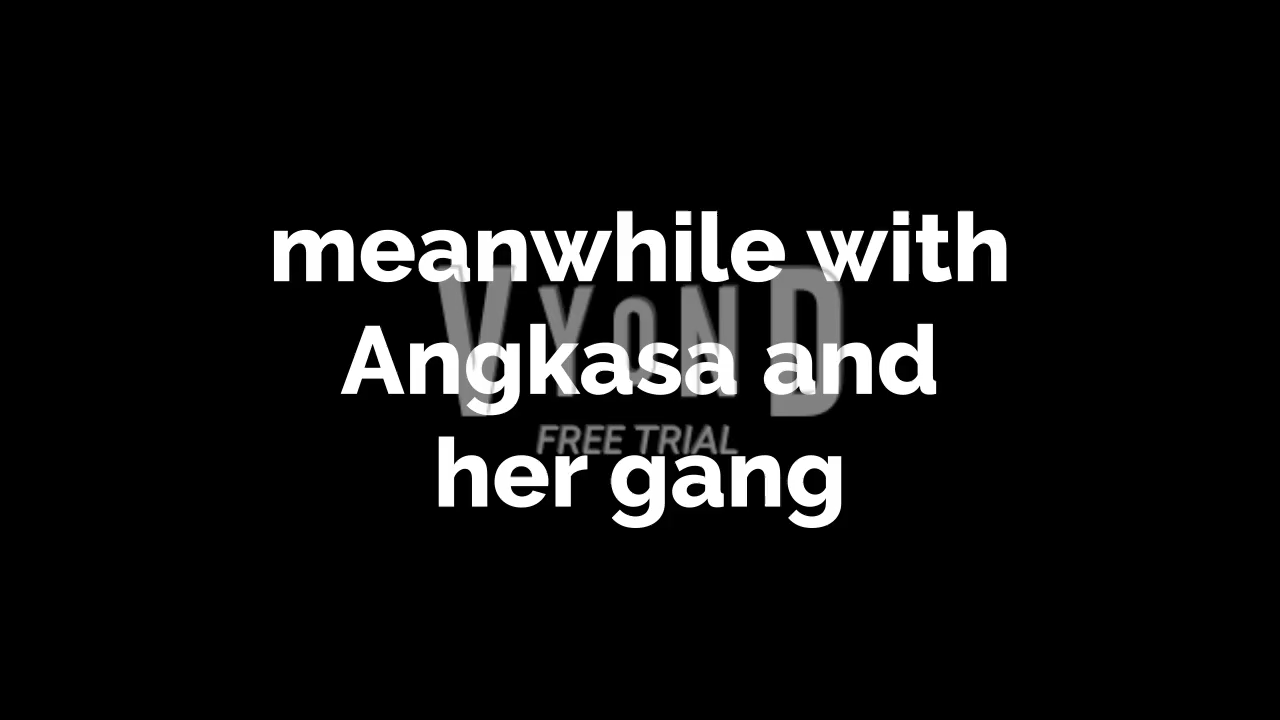 meanwhile with
Angkasa and
her gang
VYOND
FREE TRIAL